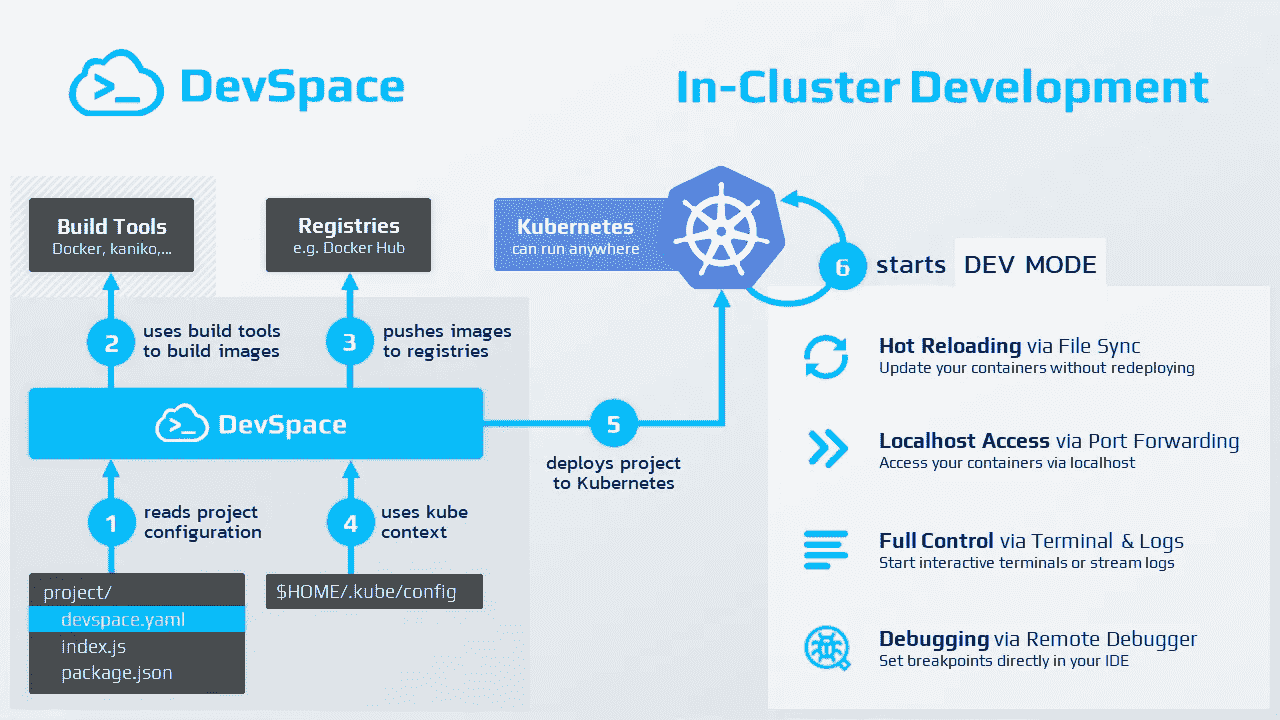 DevSpace
In-Cluster Development
Build Tools
Docker, kaniko,...
Registries
e.g. Docker Hub
Kubernetes
can run anywhere
6
starts DEV MODE
2
uses build tools
to build images
3
pushes images
to registries
>_ DevSpace
5
deploys project
to Kubernetes
1
reads project
configuration
4
uses kube
context
project/
devspace.yaml
index.js
package.json
$HOME/.kube/config
Hot Reloading via File Sync
Update your containers without redeploying
Localhost Access via Port Forwarding
Access your containers via localhost
Full Control via Terminal & Logs
Start interactive terminals or stream logs
Debugging via Remote Debugger
Set breakpoints directly in your IDE